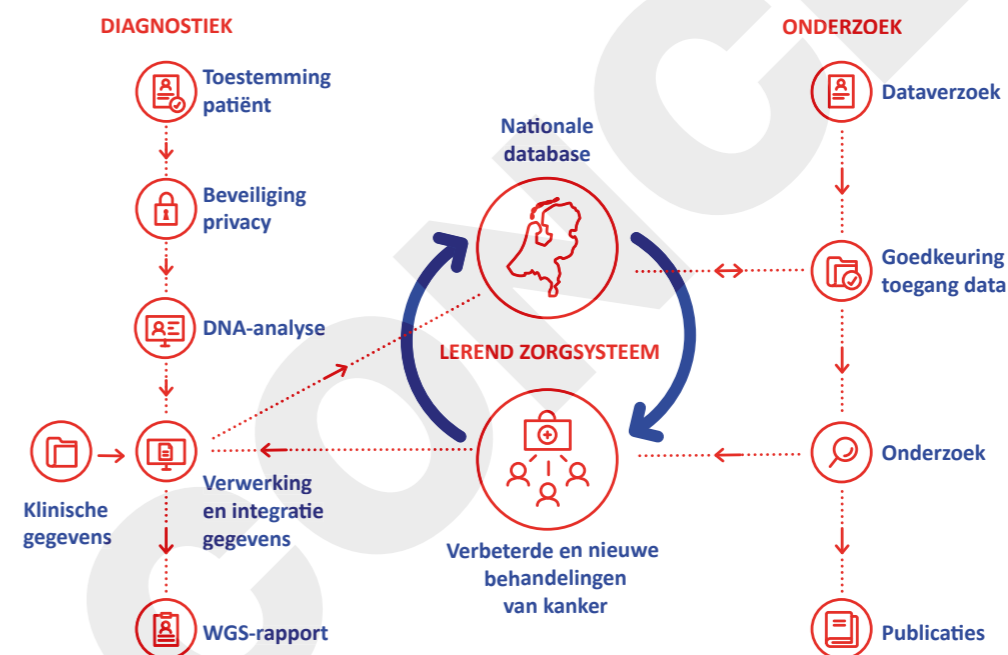 DIAGNOSTIEK
Toestemming
patiënt
Beveiliging
privacy
DNA-analyse
Klinische
gegevens
Verwerking
en integratie
gegevens
WGS-rapport
Nationale
database
LEREND ZORGSYSTEEM
Verbeterde en nieuwe
behandelingen
van kanker
ONDERZOEK
Dataverzoek
Goedkeuring
toegang data
Onderzoek
Publicaties